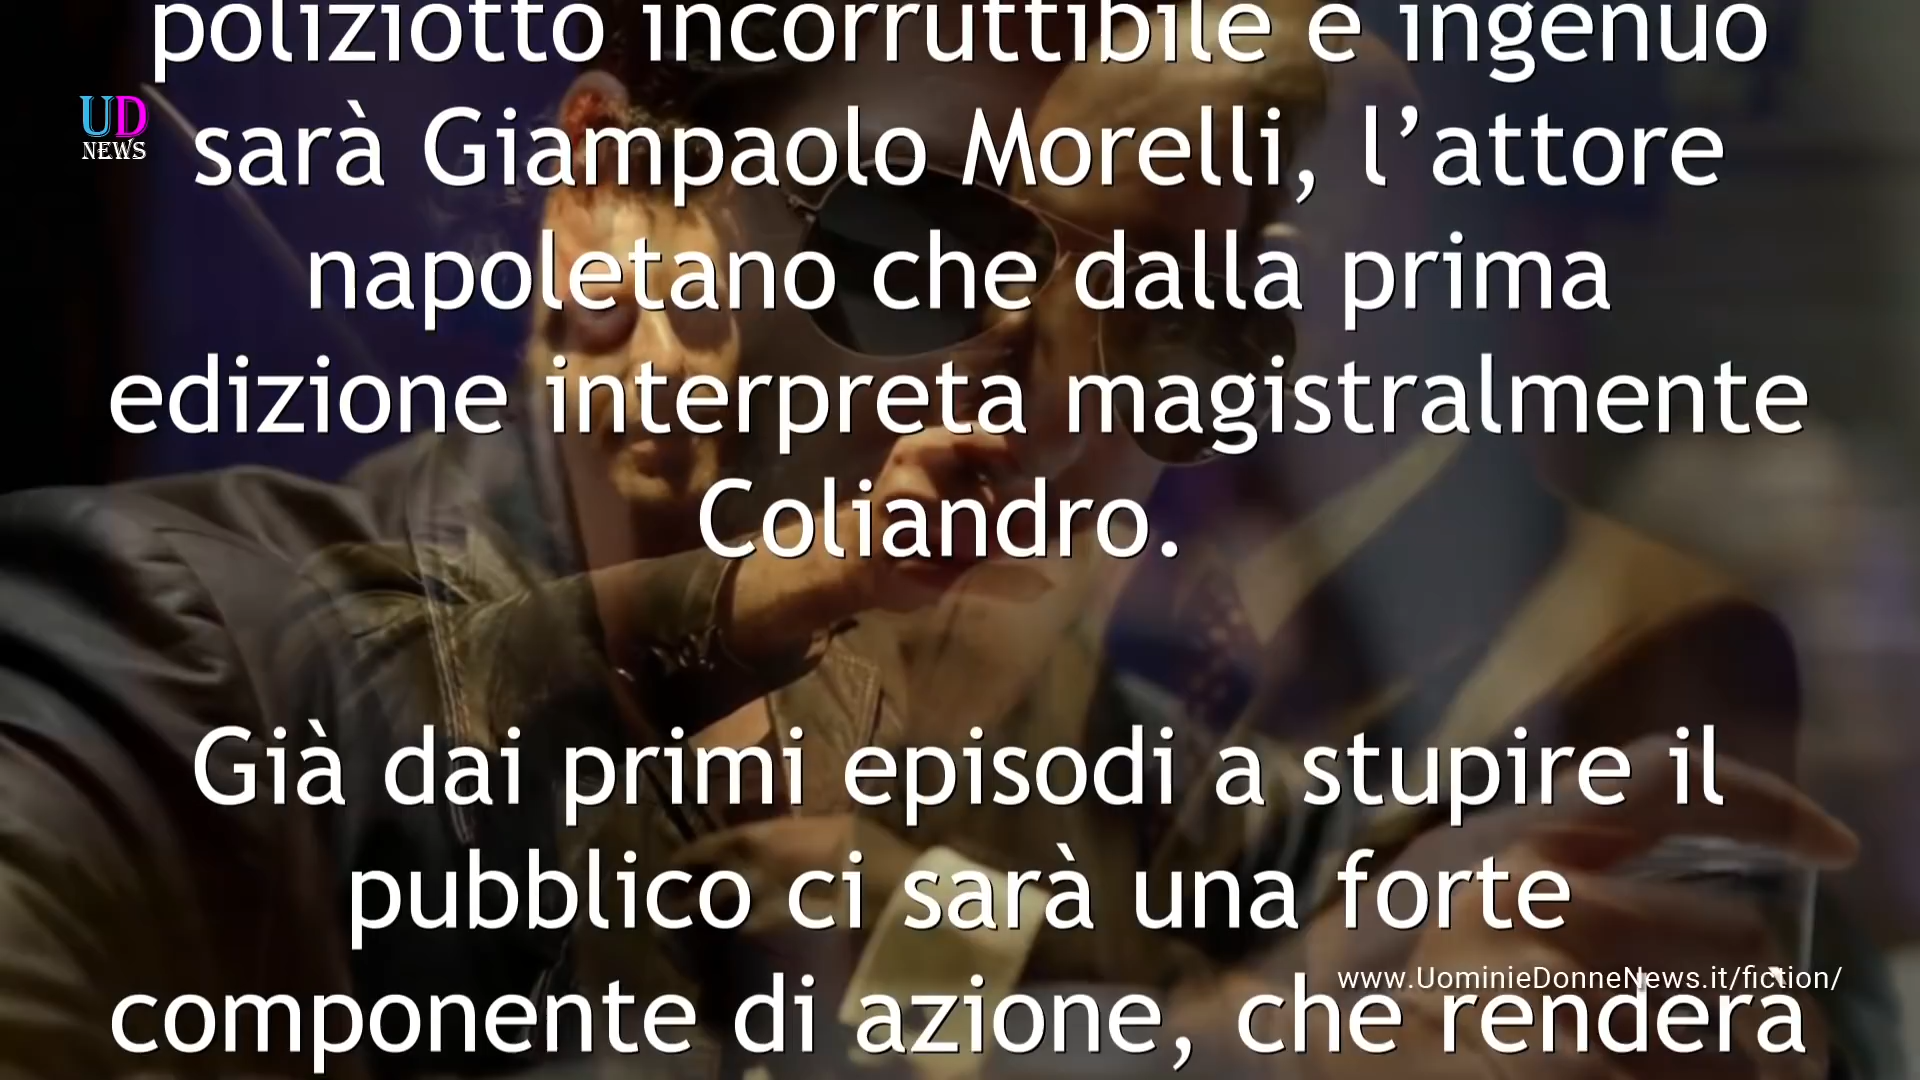 poliziotto incorruttibile e ingenuo
UD
NEWS
sarà Giampaolo Morelli, l’attore
napoletano che dalla prima
edizione interpreta magistralmente
Coliandro.
Già dai primi episodi a stupire il
pubblico ci sarà una forte
www.UominieDonneNews.it/fiction/
componente di azione, che renderà